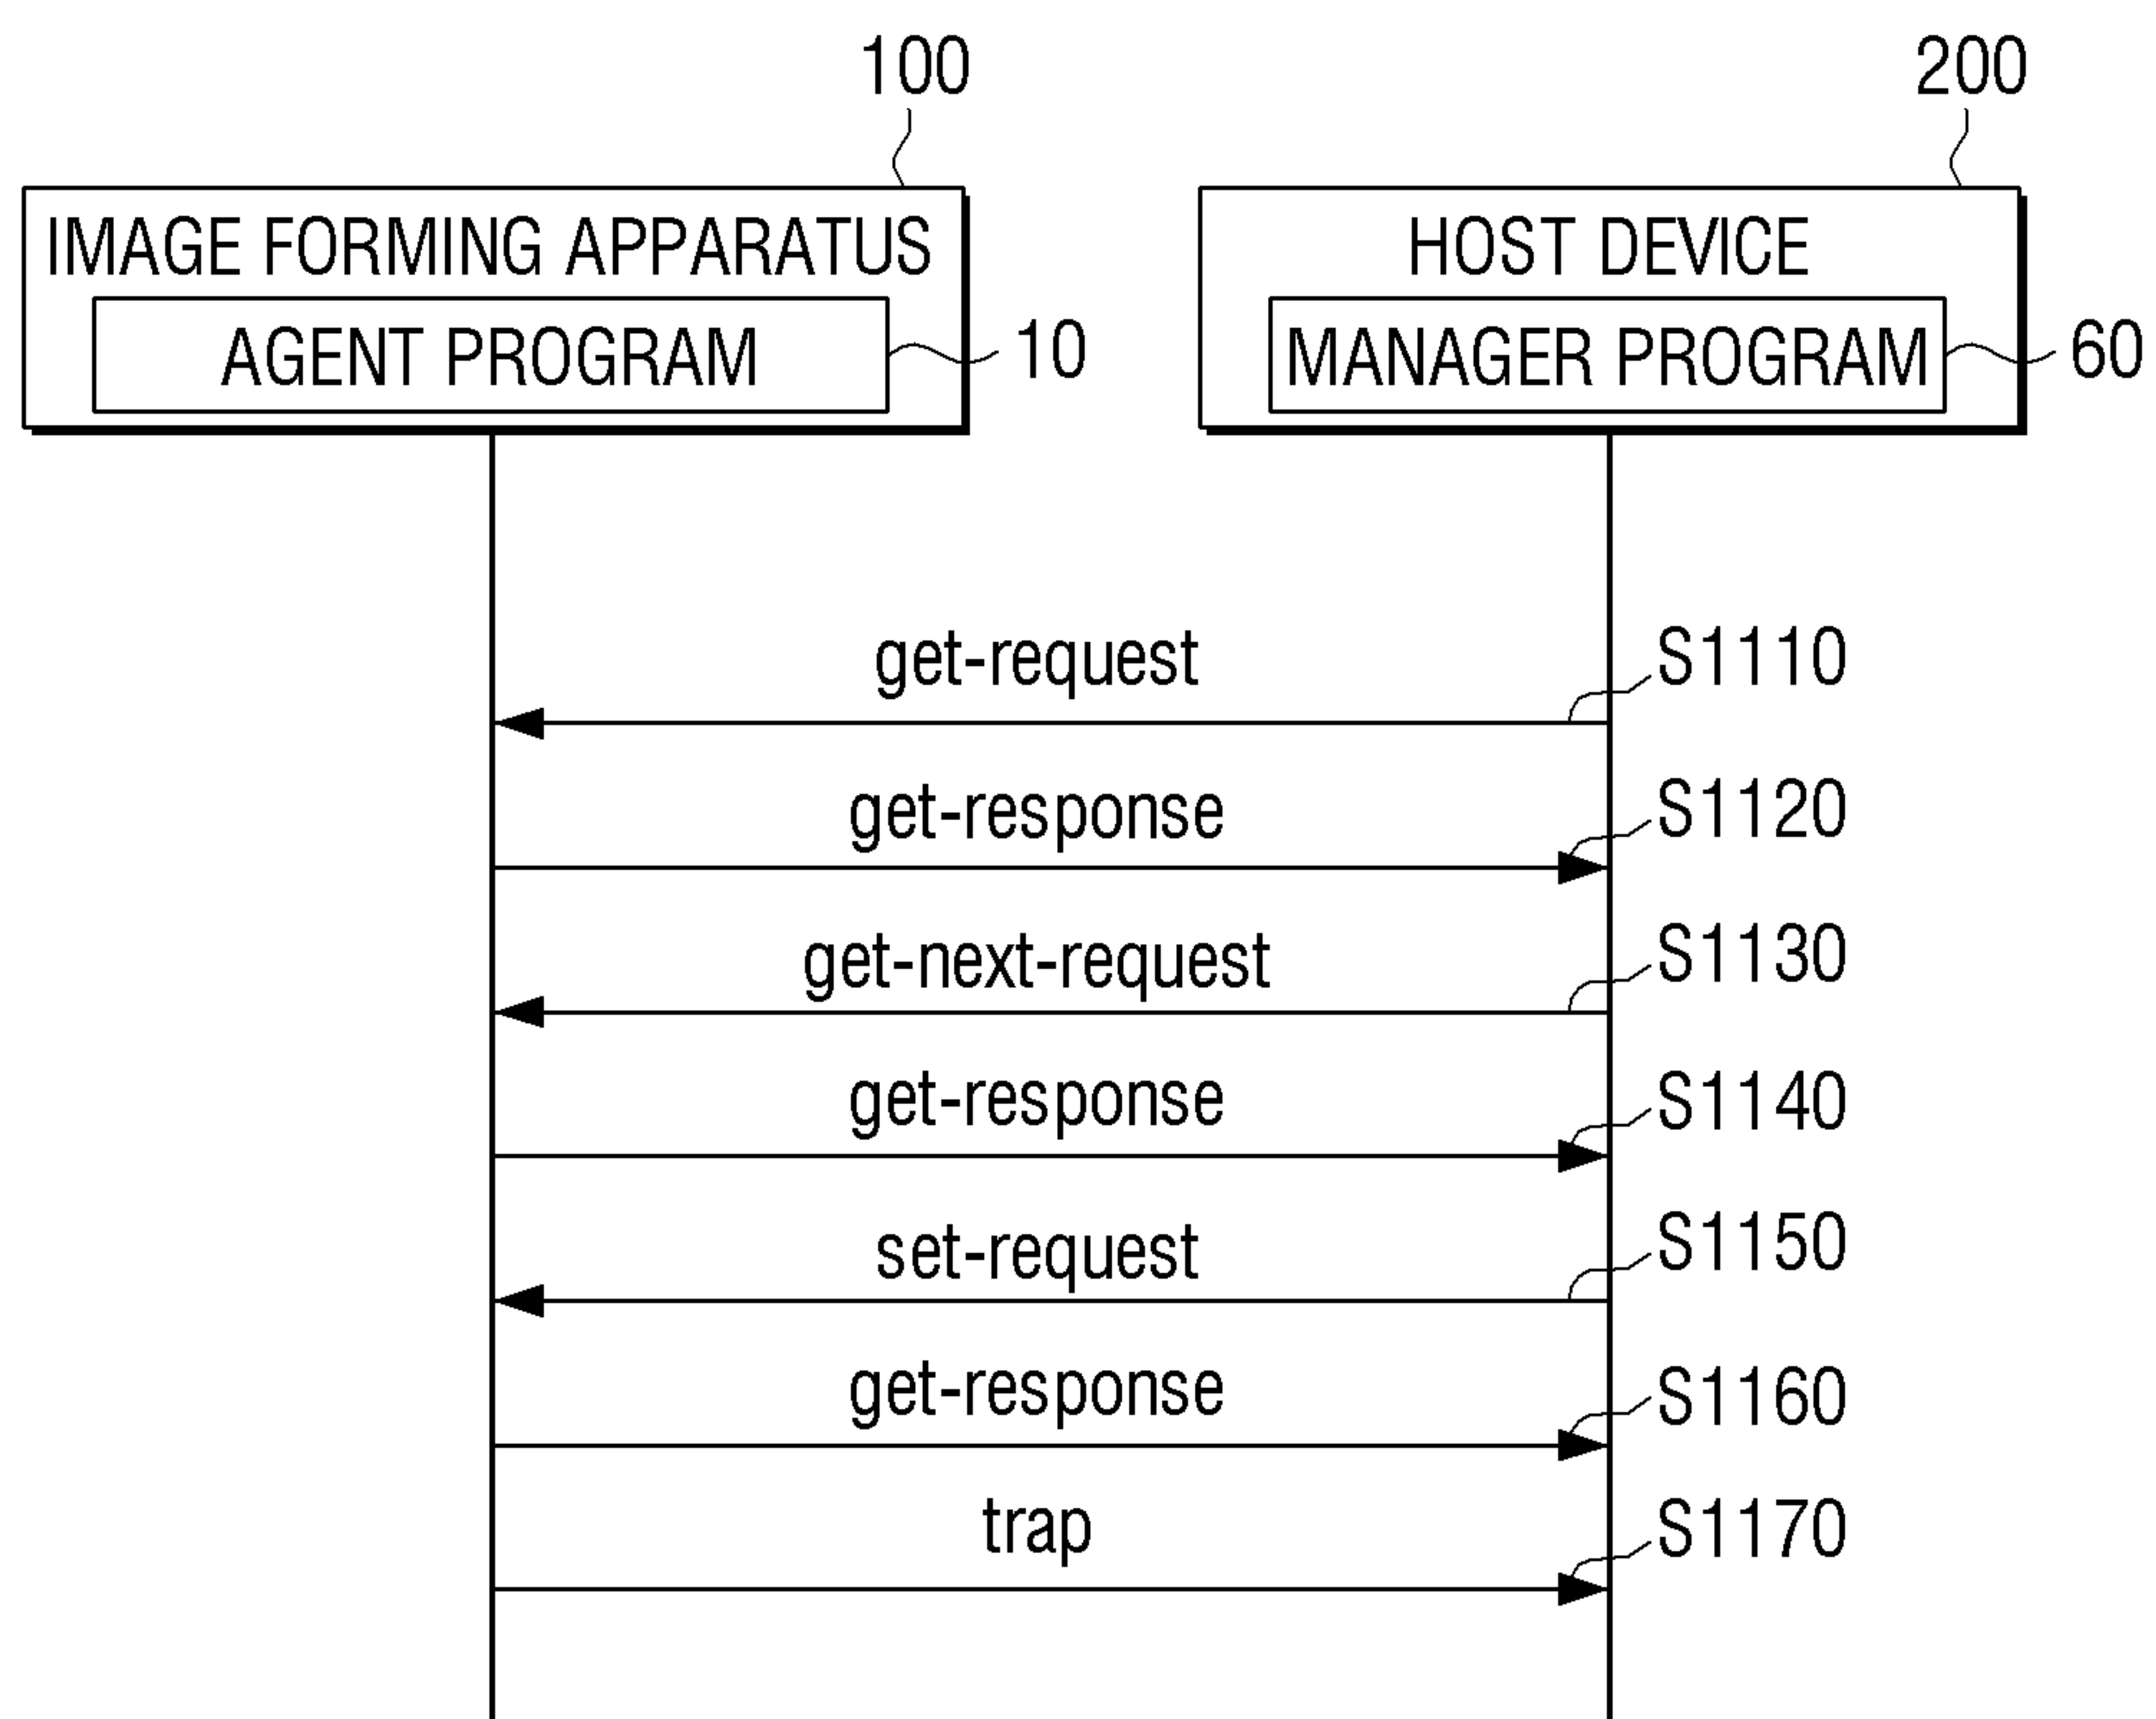 100
200
IMAGE FORMING APPARATUS
HOST DEVICE
AGENT PROGRAM
10
MANAGER PROGRAM
60
get-request
S1110
get-response
S1120
get-next-request
S1130
get-response
S1140
set-request
S1150
get-response
S1160
trap
S1170